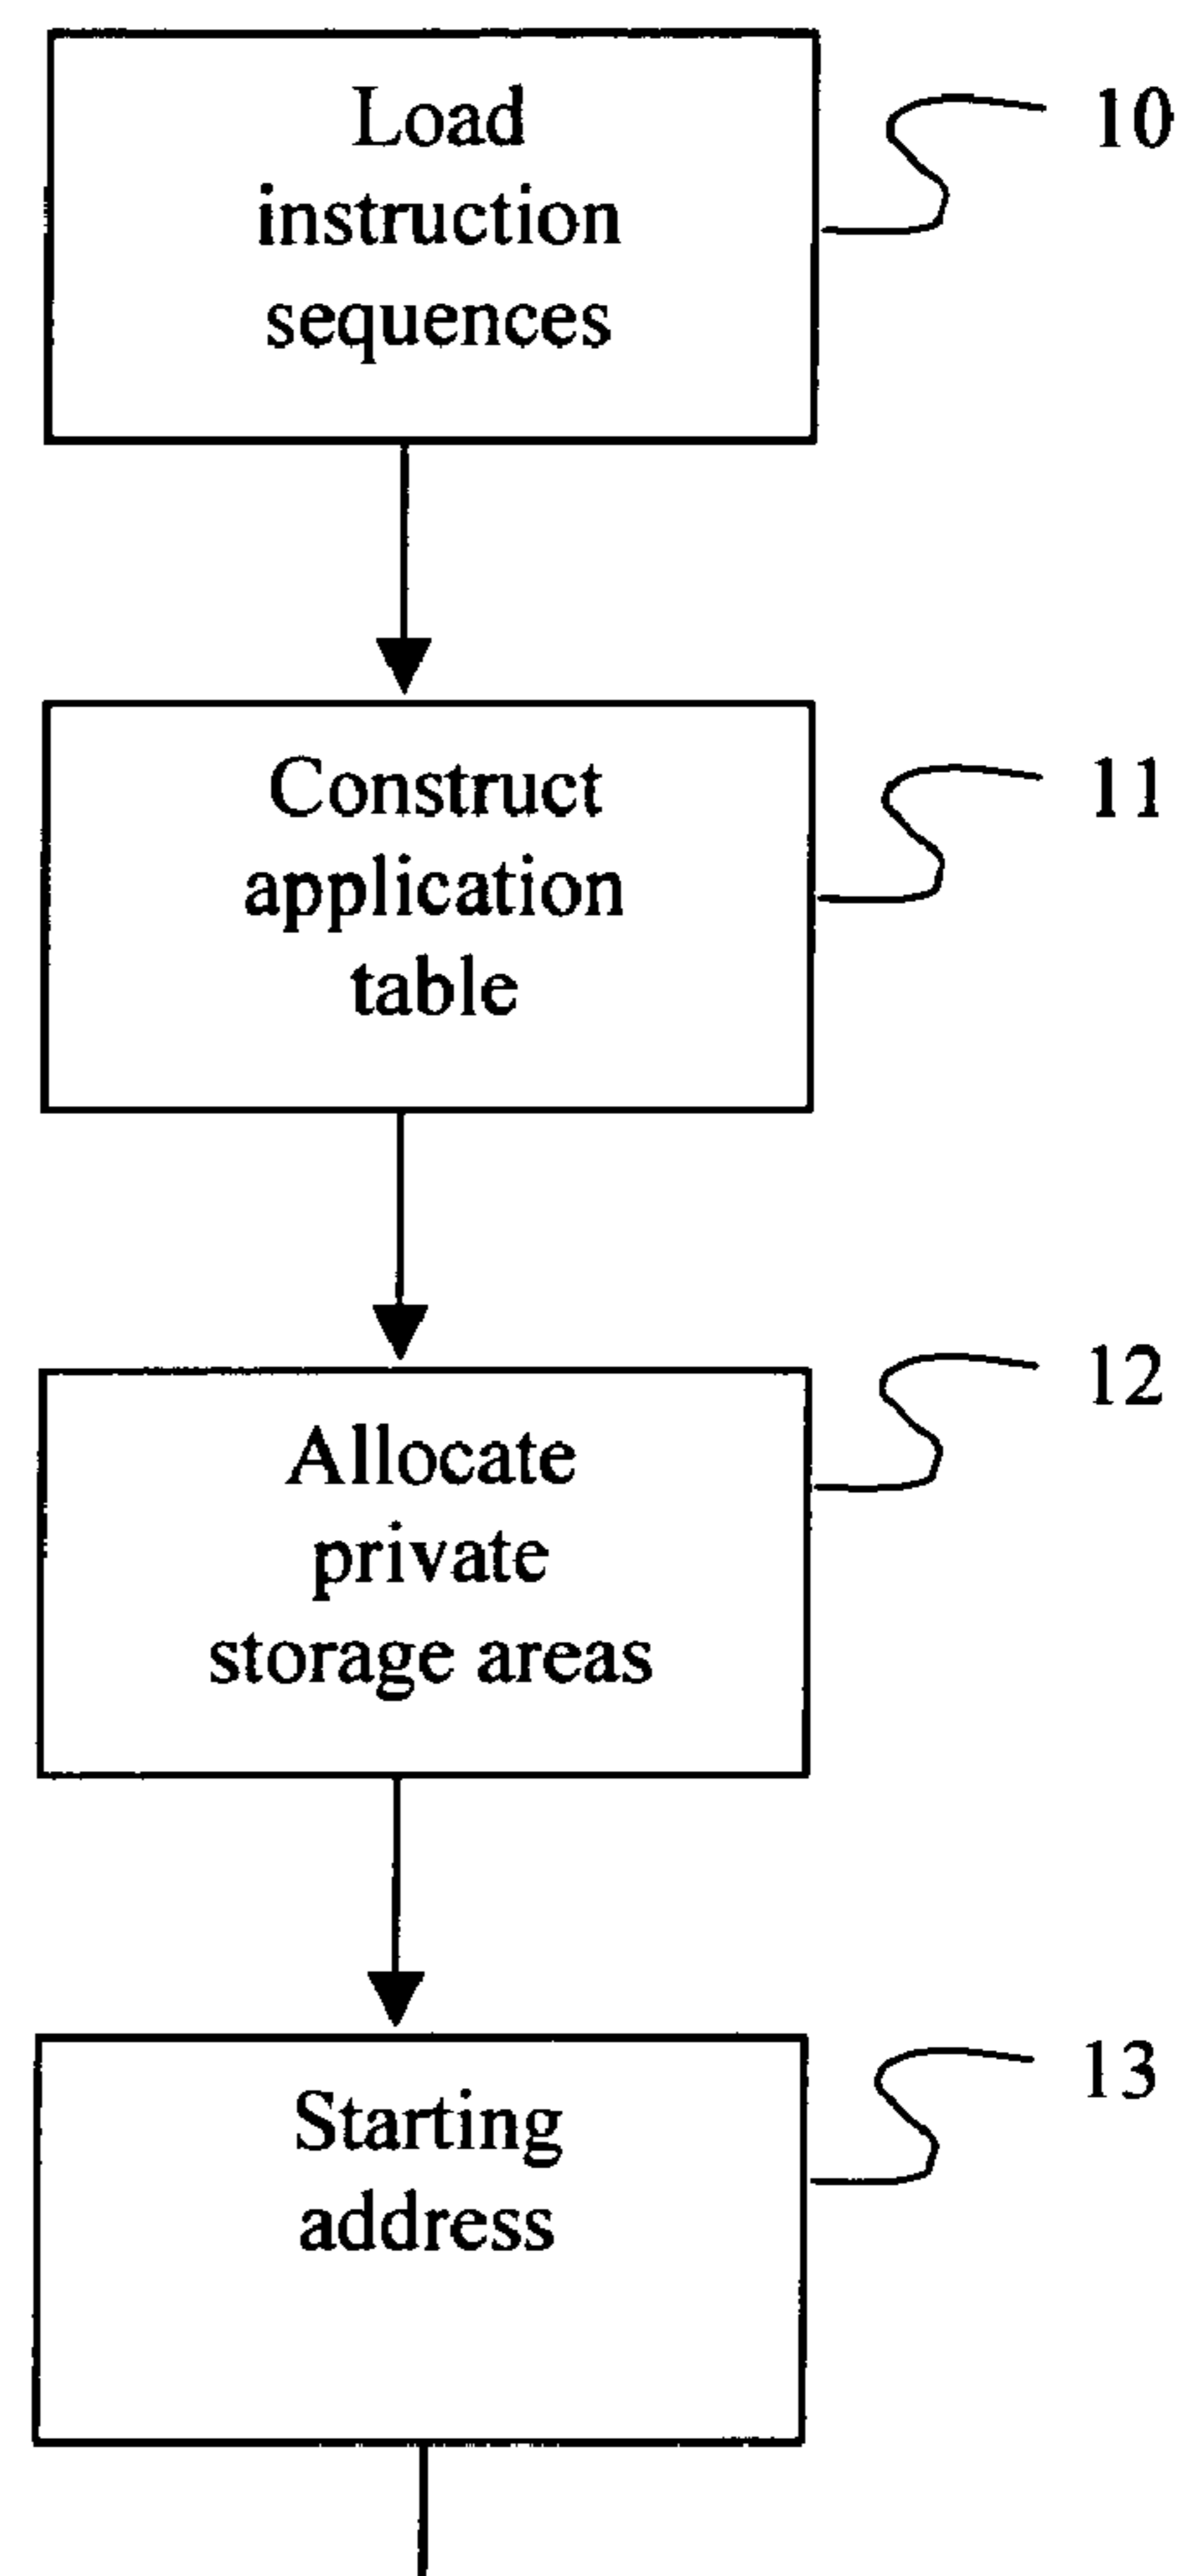 Load
instruction
sequences
10
Construct
application
table
11
Allocate
private
storage areas
12
Starting
address
13